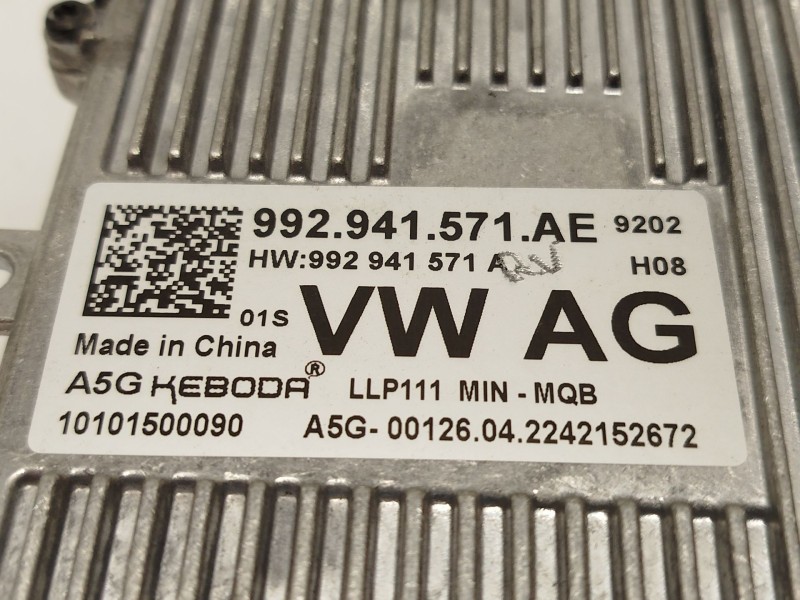 992.941.571.AE 9202
HW:992 941 571 A RV H08
01S VW AG
Made in China
A5G KEBODA® LLP111 MIN - MQB
10101500090 A5G- 00126.04.2242152672